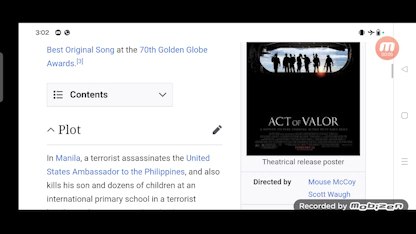 3:02
Best Original Song at the 70th Golden Globe
Awards.[3]
Contents
Plot
In Manila, a terrorist assassinates the United
States Ambassador to the Philippines, and also
kills his son and dozens of children at an
international primary school in a terrorist
ACT OF VALOR
Theatrical release poster
Directed by
Mouse McCoy
Scott Waugh
Recorded by
Mobizen